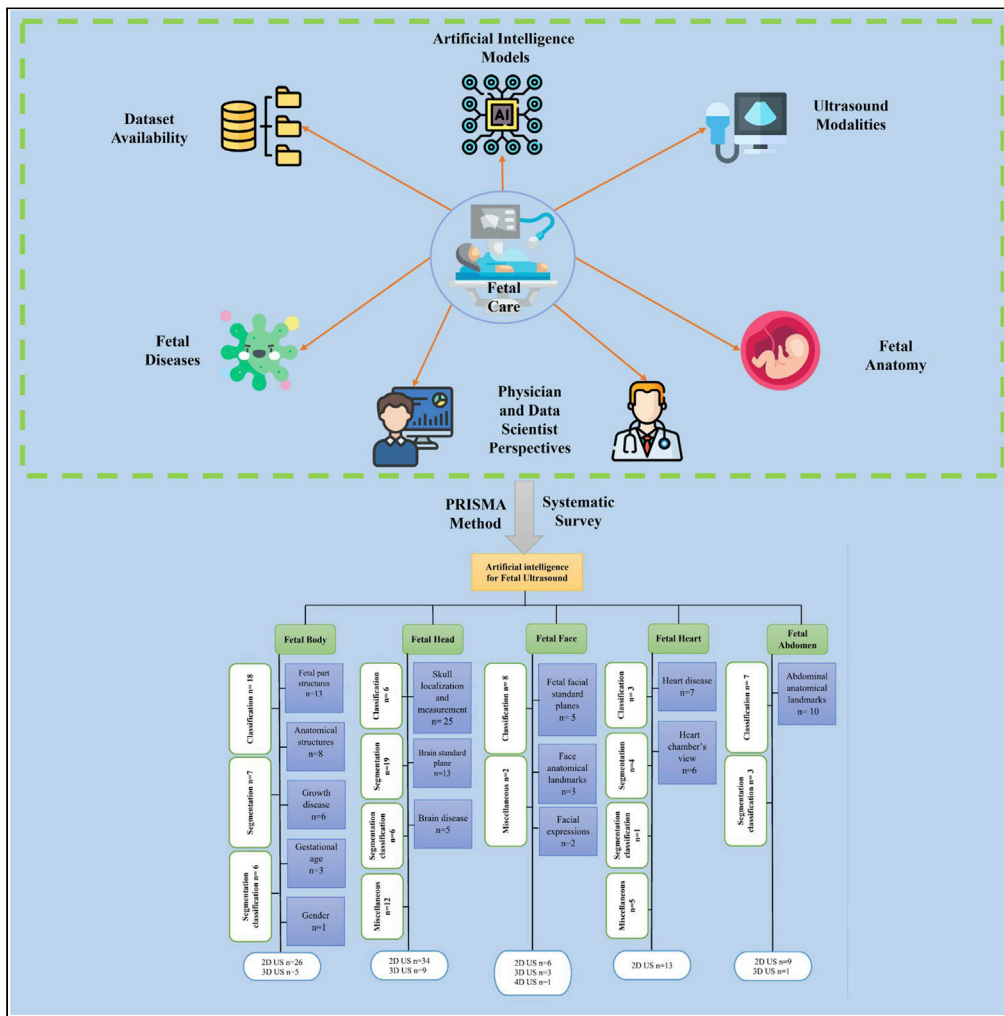 Artificial Intelligence
Models
Dataset
Availability
AI
Ultrasound
Modalities
Fetal
Care
Fetal
Diseases
Fetal
Anatomy
Physician
and Data
Scientist
Perspectives
PRISMA
Method
Systematic
Survey
Artificial intelligence
for Fetal Ultrasound
Fetal Body
Classification n= 18
Segmentation n=7
Segmentation
classification n= 6
Fetal part
structures
n=13
Anatomical
structures
n=8
Growth
disease
n=6
Gestational
age
n=3
Gender
n=1
2D US n=26
3D US n=5
Fetal Head
Classification
n= 6
Segmentation
n=19
Segmentation
classification
n=6
Miscellaneous
n=12
Skull
localization
and
measurement
n= 25
Brain standard
plane
n=13
Brain disease
n=5
2D US n=34
3D US n=9
Fetal Face
Classification n= 8
Miscellaneous n=2
Fetal facial
standard
planes
n= 5
Face
anatomical
landmarks
n=3
Facial
expressions
n=2
2D US n=6
3D US n=3
4D US n=1
Fetal Heart
Classification
n= 3
Segmentation
n=4
Segmentation
classification
n=1
Miscellaneous
n=5
Heart disease
n=7
Heart
chamber's
view
n=6
2D US n=13
Fetal
Abdomen
Classification n= 7
Segmentation
classification n= 3
Abdominal
anatomical
landmarks
n= 10
2D US n=9
3D US n=1